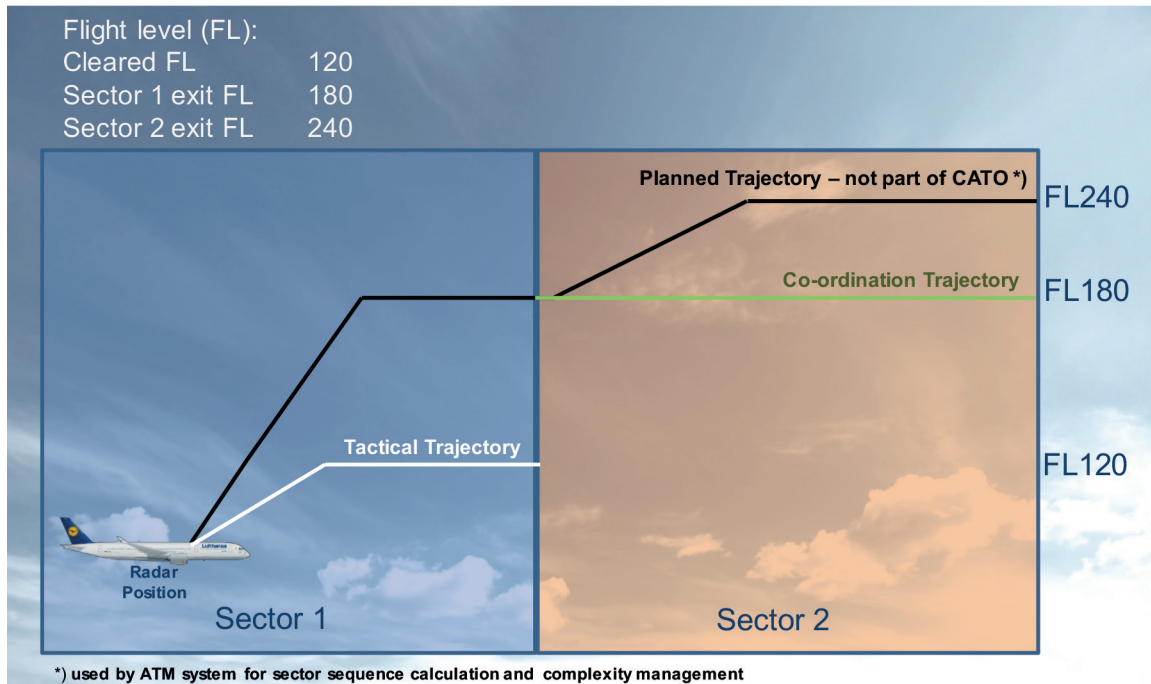 Flight level (FL):
Cleared FL 120
Sector 1 exit FL 180
Sector 2 exit FL 240
Planned Trajectory – not part of CATO *)
FL240
Co-ordination Trajectory
FL180
Tactical Trajectory
FL120
Lufthansa
Radar
Position
Sector 1
Sector 2
*) used by ATM system for sector sequence calculation and complexity management